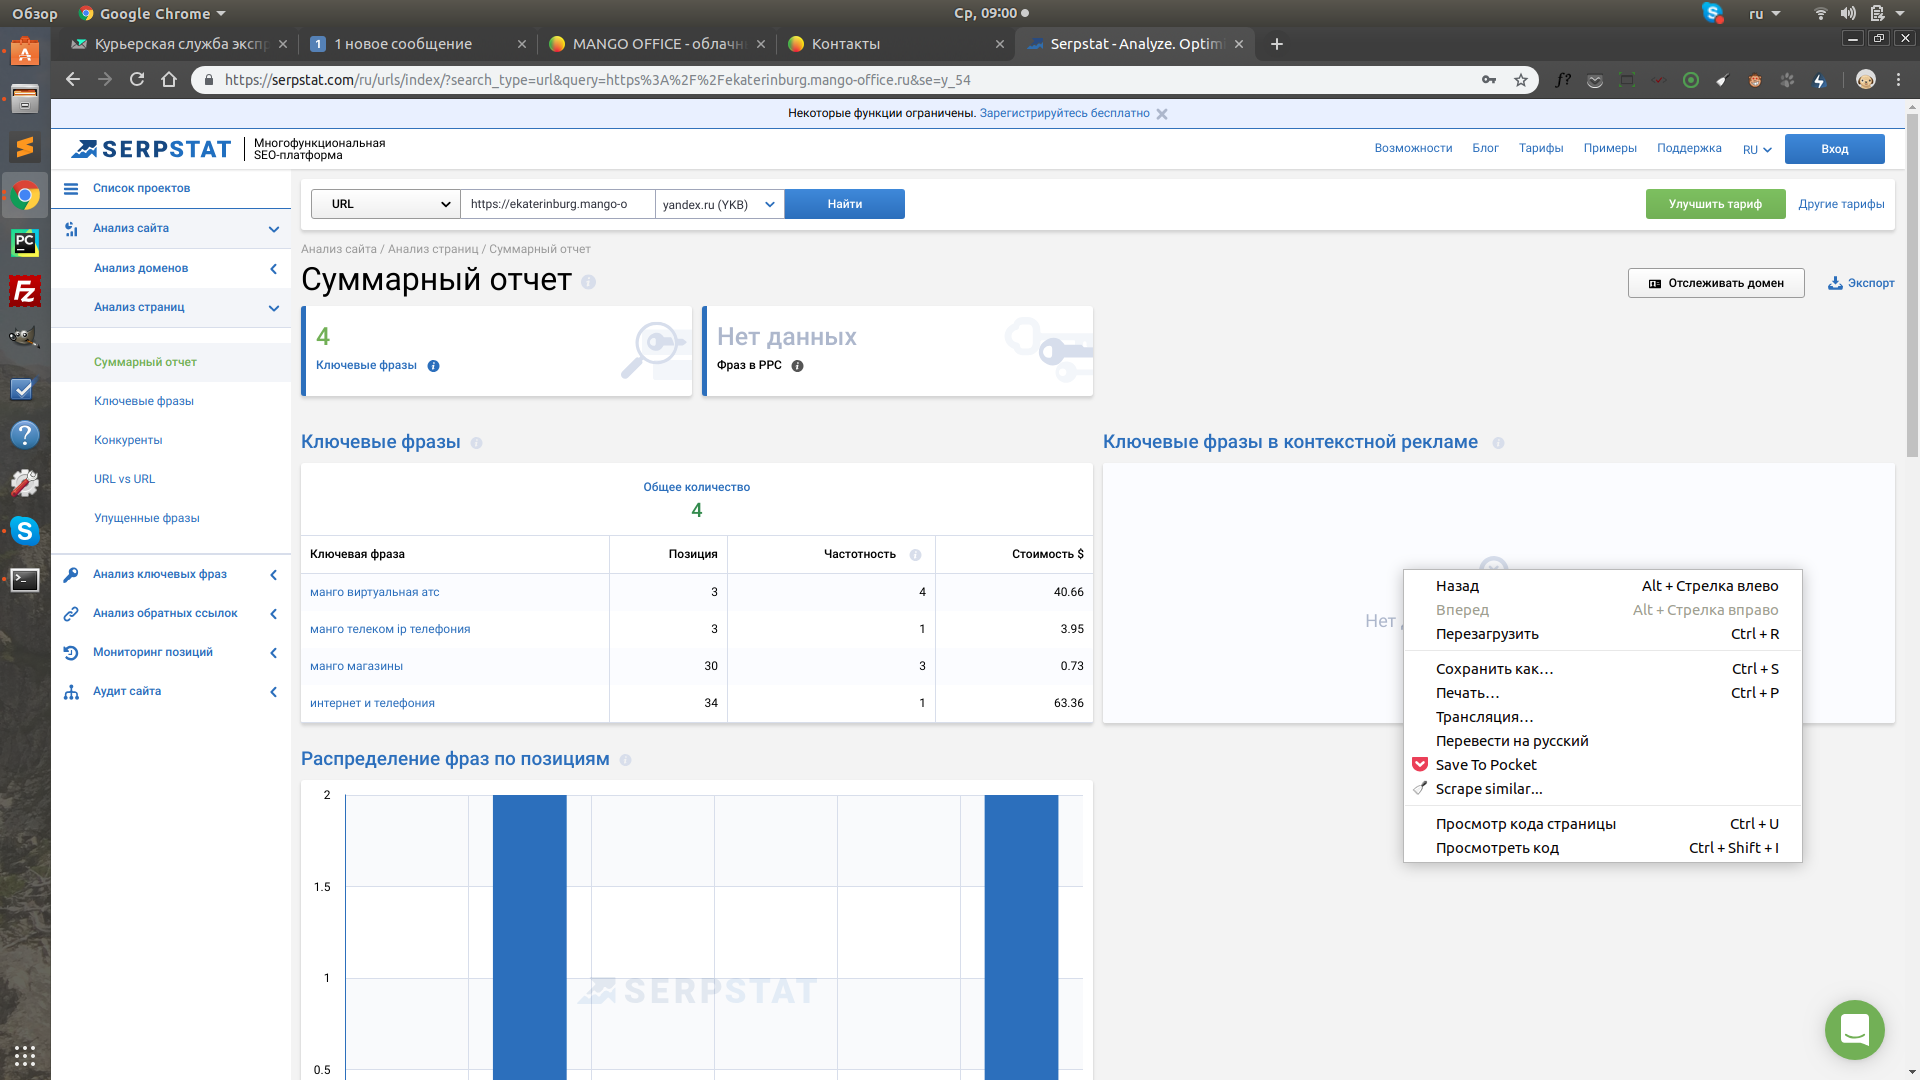 Обзор
Google Chrome
Ср, 09:00
ru
Курьерская служба экспр
1 1 новое сообщение
MANGO OFFICE - облачн
Контакты
Serpstat - Analyze. Optimi
https://serpstat.com/ru/urls/index/?search_type=url&query=https%3A%2F%2Fekaterinburg.mango-office.ru&se=y_54
f?
Некоторые функции ограничены. Зарегистрируйтесь бесплатно
SERPSTAT
Многофункциональная
SEO-платформа
Возможности
Блог
Тарифы
Примеры
Поддержка
RU
Вход
Список проектов
Анализ сайта
Анализ доменов
Анализ страниц
Суммарный отчет
Ключевые фразы
Конкуренты
URL vs URL
Упущенные фразы
Анализ ключевых фраз
Анализ обратных ссылок
Мониторинг позиций
Аудит сайта
URL
https://ekaterinburg.mango-o
yandex.ru (YKB)
Найти
Улучшить тариф
Другие тарифы
Анализ сайта / Анализ страниц / Суммарный отчет
Суммарный отчет
Отслеживать домен
Экспорт
4
Ключевые фразы
Нет данных
Фраз в PPC
Ключевые фразы
Общее количество
4
Ключевая фраза Позиция Частотность Стоимость $
манго виртуальная атс 3 4 40.66
манго телеком ip телефония 3 1 3.95
манго магазины 30 3 0.73
интернет и телефония 34 1 63.36
Ключевые фразы в контекстной рекламе
Нет
Назад Alt + Стрелка влево
Вперед Alt + Стрелка вправо
Перезагрузить Ctrl + R
Сохранить как... Ctrl + S
Печать... Ctrl + P
Трансляция...
Перевести на русский
Save To Pocket
Scrape similar...
Просмотр кода страницы Ctrl + U
Просмотреть код Ctrl + Shift + I
Распределение фраз по позициям
2
1.5
1
0.5
SERPSTAT
PC
FZ
S